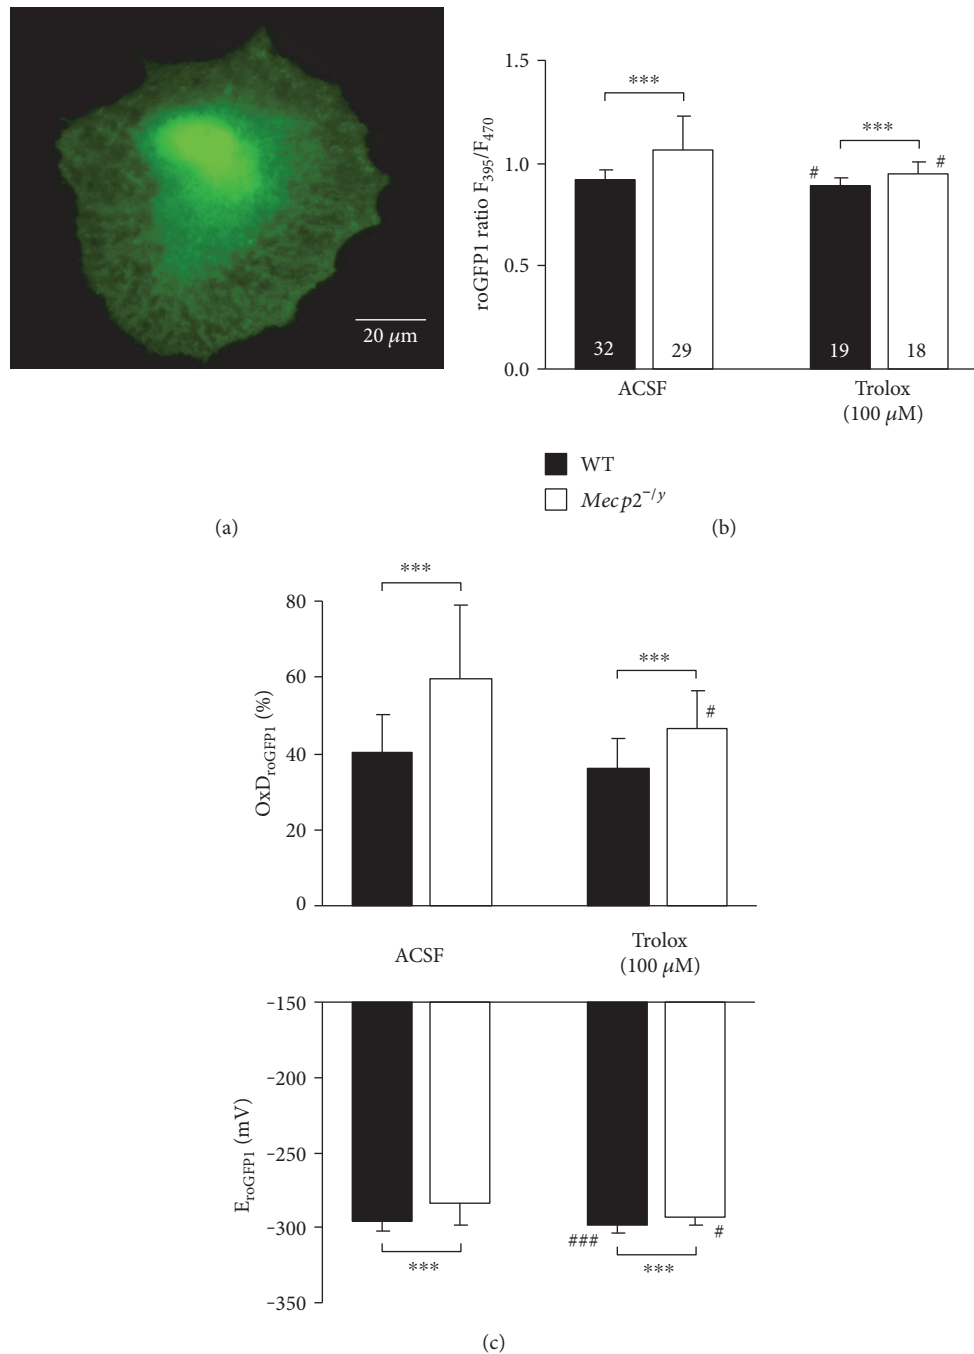 20 μm
(a)
1.5
1.0
0.5
0.0
roGFP1 ratio F395/F470
***
***
#
#
32
29
19
18
ACSF
Trolox
(100 μM)
WT
Mecp2−/y
(b)
80
60
40
20
0
OxDroGFP1 (%)
***
***
#
ACSF
Trolox
(100 μM)
-150
-200
-250
-300
-350
EroGFP1 (mV)
***
###
***
#
(c)